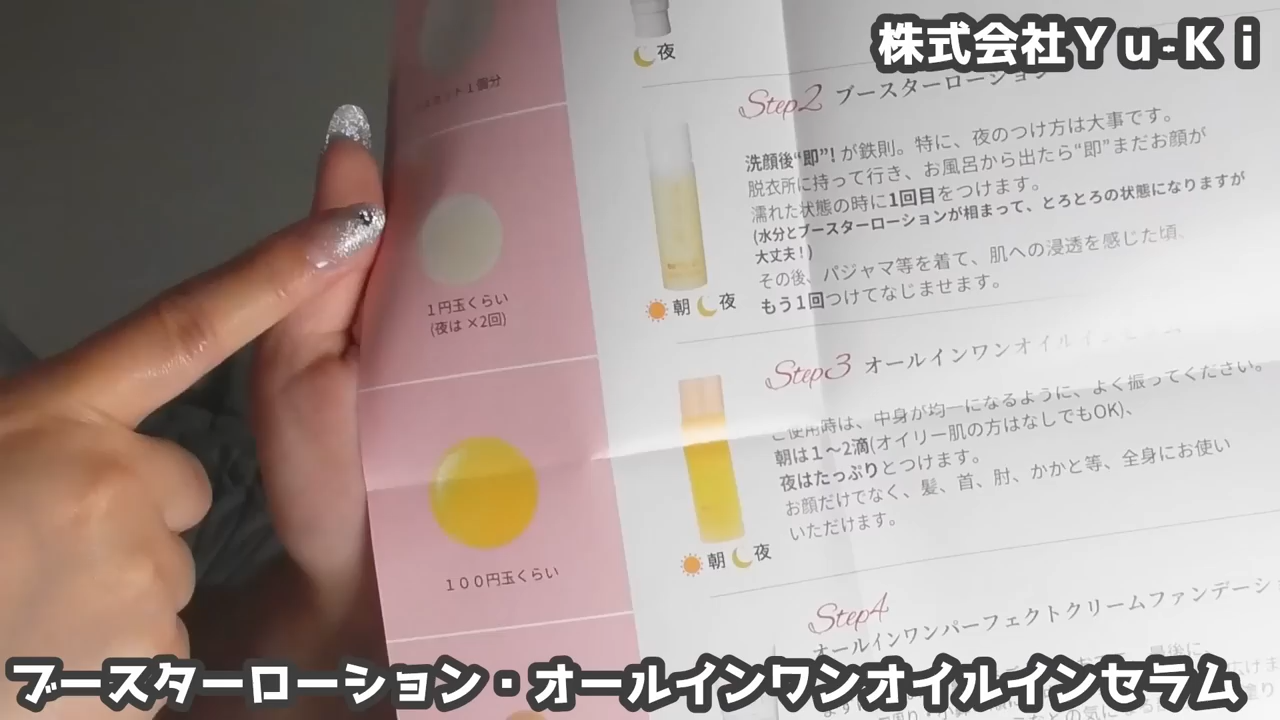 株式会社Ｙｕ-Ｋｉ
夜
１個分
Step2 ブースターローション
洗顔後“即”!が鉄則。特に、夜のつけ方は大事です。
脱衣所に持って行き、お風呂から出たら“即”まだお顔が
濡れた状態の時に1回目をつけます。
(水分とブースターローションが相まって、とろとろの状態になりますが
大丈夫！)
その後、パジャマ等を着て、肌への浸透を感じた頃、
もう１回つけてなじませます。
朝 夜
１円玉くらい
(夜は×2回)
Step3 オールインワンオイルイン
ご使用時は、中身が均一になるように、よく振ってください。
朝は１～2滴(オイリー肌の方はなしでもOK)、
夜はたっぷりとつけます。
お顔だけでなく、髪、首、肘、かかと等、全身にお使い
いただけます。
朝 夜
１００円玉くらい
Step4
オールインワンパーフェクトクリームファンデーショ
最後に
ブースターローション・オールインワンオイルインセラム